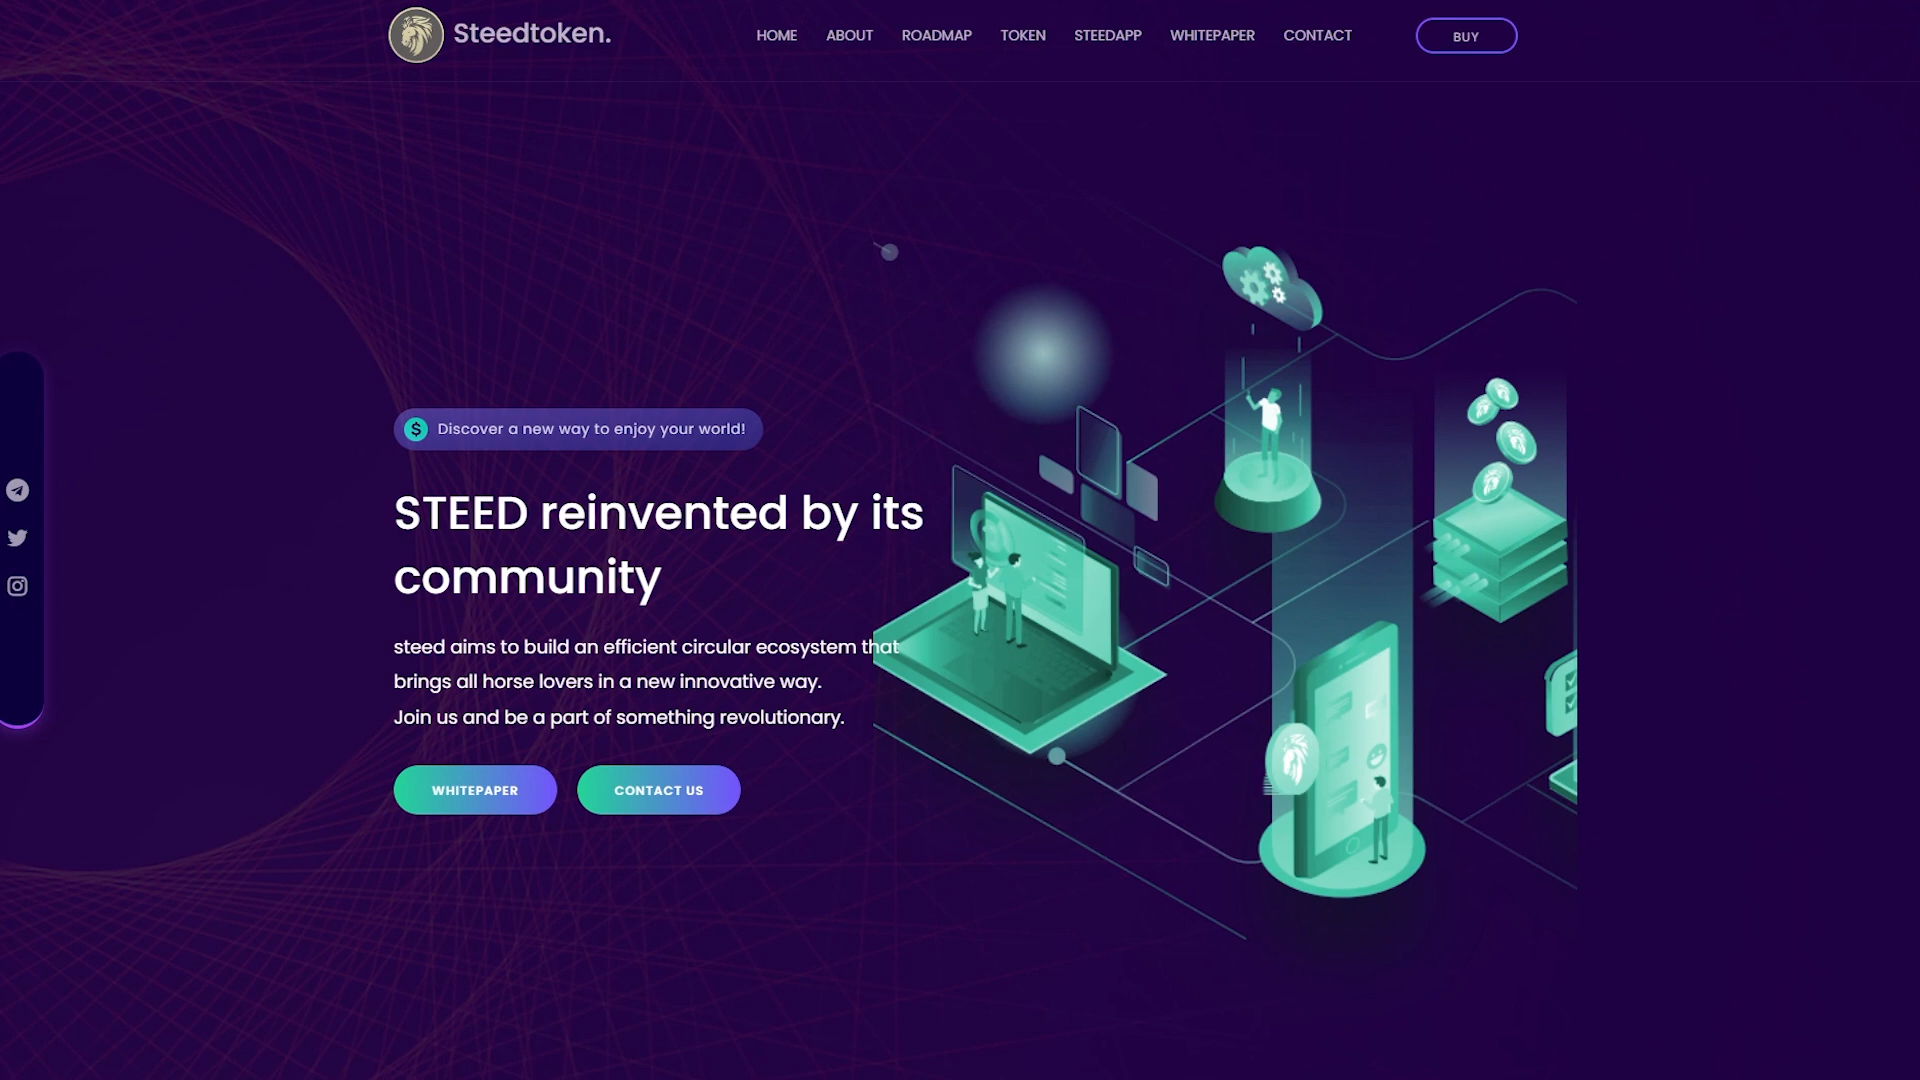 Steedtoken.
HOME ABOUT ROADMAP TOKEN STEEDAPP WHITEPAPER CONTACT BUY
$ Discover a new way to enjoy your world!
STEED reinvented by its
community
steed aims to build an efficient circular ecosystem that
brings all horse lovers in a new innovative way.
Join us and be a part of something revolutionary.
WHITEPAPER CONTACT US